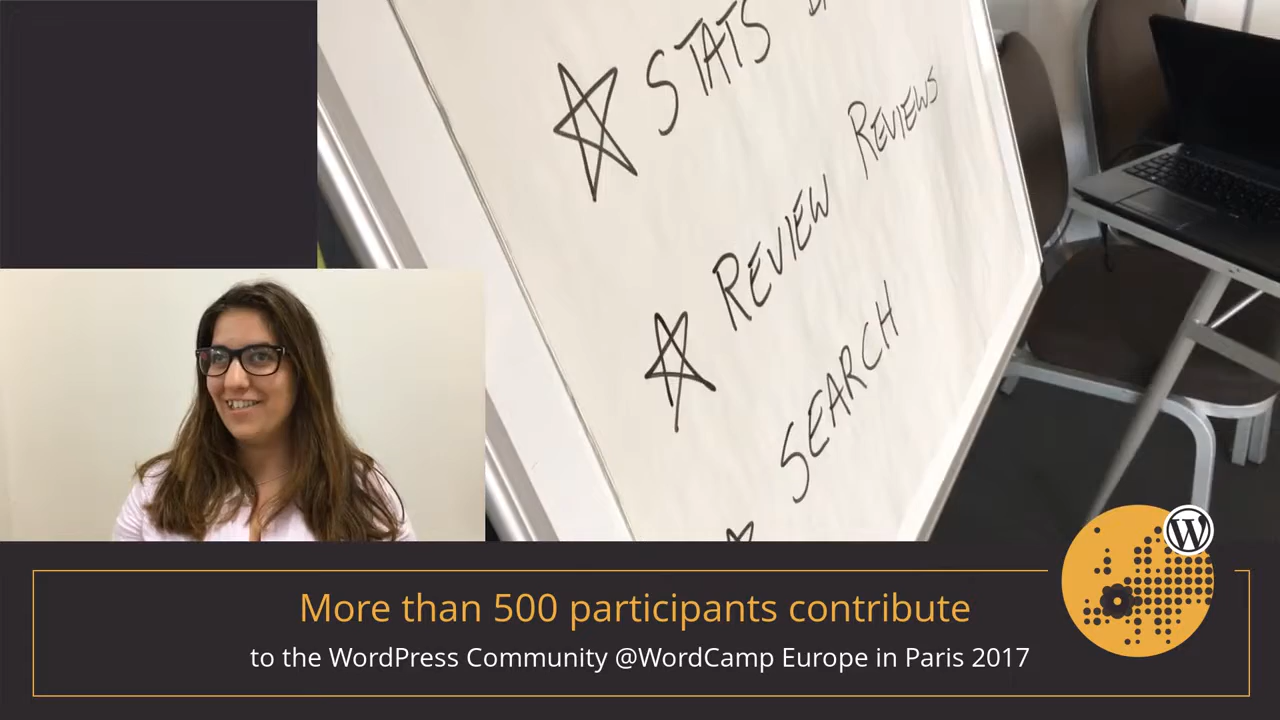 STATS
REVIEW REVIEWS
SEARCH
More than 500 participants contribute
to the WordPress Community @WordCamp Europe in Paris 2017
W